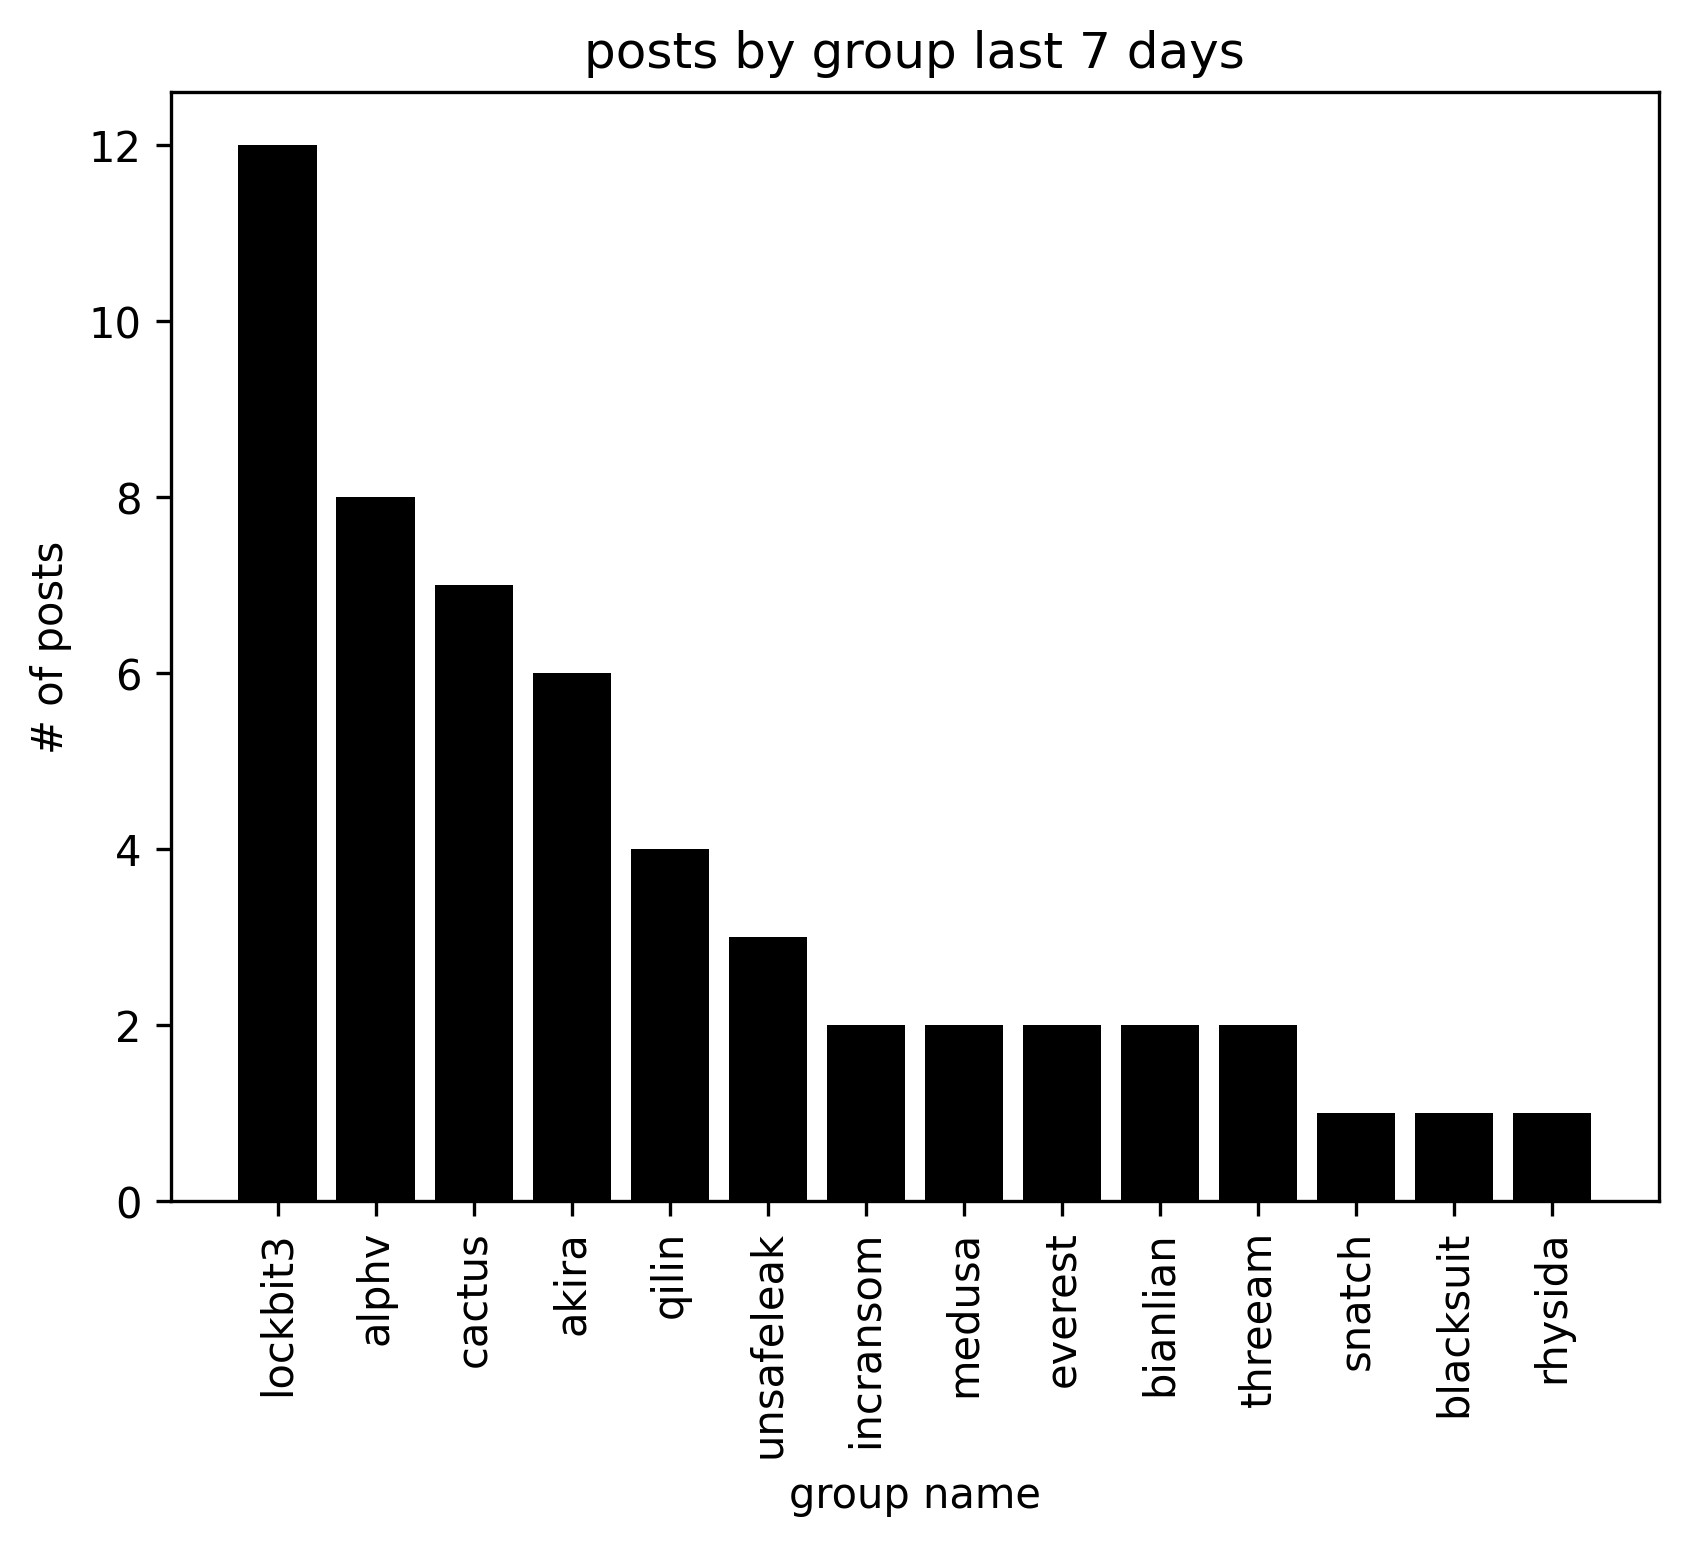 posts by group last 7 days
# of posts
12
10
8
6
4
2
0
lockbit3
alphv
cactus
akira
qilin
unsafeleak
incransom
medusa
everest
bianlian
threeam
snatch
blacksuit
rhysida
group name